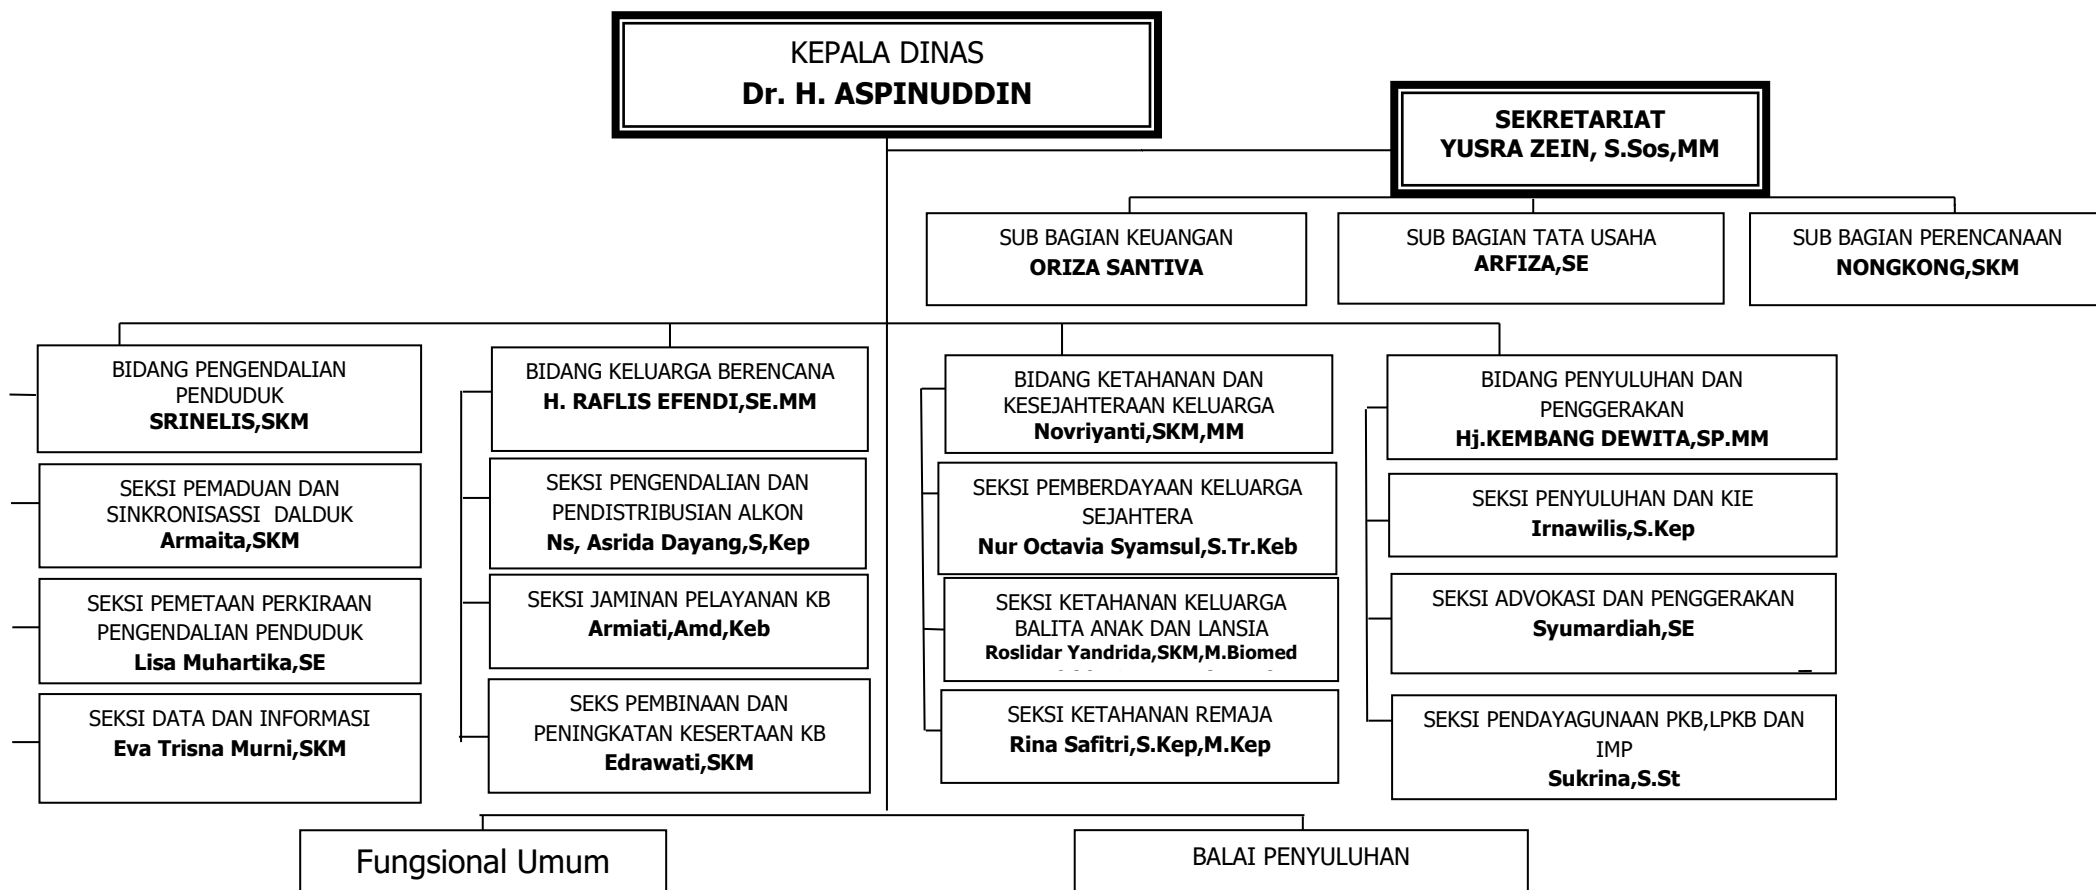 KEPALA DINAS
Dr. H. ASPINUDDIN
SEKRETARIAT
YUSRA ZEIN, S.Sos,MM
SUB BAGIAN KEUANGAN
ORIZA SANTIVA
SUB BAGIAN TATA USAHA
ARFIZA,SE
SUB BAGIAN PERENCANAAN
NONGKONG,SKM
BIDANG PENGENDALIAN
PENDUDUK
SRINELIS,SKM
SEKSI PEMADUAN DAN
SINKRONISASSI DALDUK
Armaita,SKM
SEKSI PEMETAAN PERKIRAAN
PENGENDALIAN PENDUDUK
Lisa Muhartika,SE
SEKSI DATA DAN INFORMASI
Eva Trisna Murni,SKM
BIDANG KELUARGA BERENCANA
H. RAFLIS EFENDI,SE.MM
SEKSI PENGENDALIAN DAN
PENDISTRIBUSIAN ALKON
Ns, Asrida Dayang,S,Kep
SEKSI JAMINAN PELAYANAN KB
Armiati,Amd,Keb
SEKS PEMBINAAN DAN
PENINGKATAN KESERTAAN KB
Edrawati,SKM
BIDANG KETAHANAN DAN
KESEJAHTERAAN KELUARGA
Novriyanti,SKM,MM
SEKSI PEMBERDAYAAN KELUARGA
SEJAHTERA
Nur Octavia Syamsul,S.Tr.Keb
SEKSI KETAHANAN KELUARGA
BALITA ANAK DAN LANSIA
Roslidar Yandrida,SKM,M.Biomed
SEKSI KETAHANAN REMAJA
Rina Safitri,S.Kep,M.Kep
BIDANG PENYULUHAN DAN
PENGGERAKAN
Hj.KEMBANG DEWITA,SP.MM
SEKSI PENYULUHAN DAN KIE
Irnawilis,S.Kep
SEKSI ADVOKASI DAN PENGGERAKAN
Syumardiah,SE
SEKSI PENDAYAGUNAAN PKB,LPKB DAN
IMP
Sukrina,S.St
Fungsional Umum
BALAI PENYULUHAN